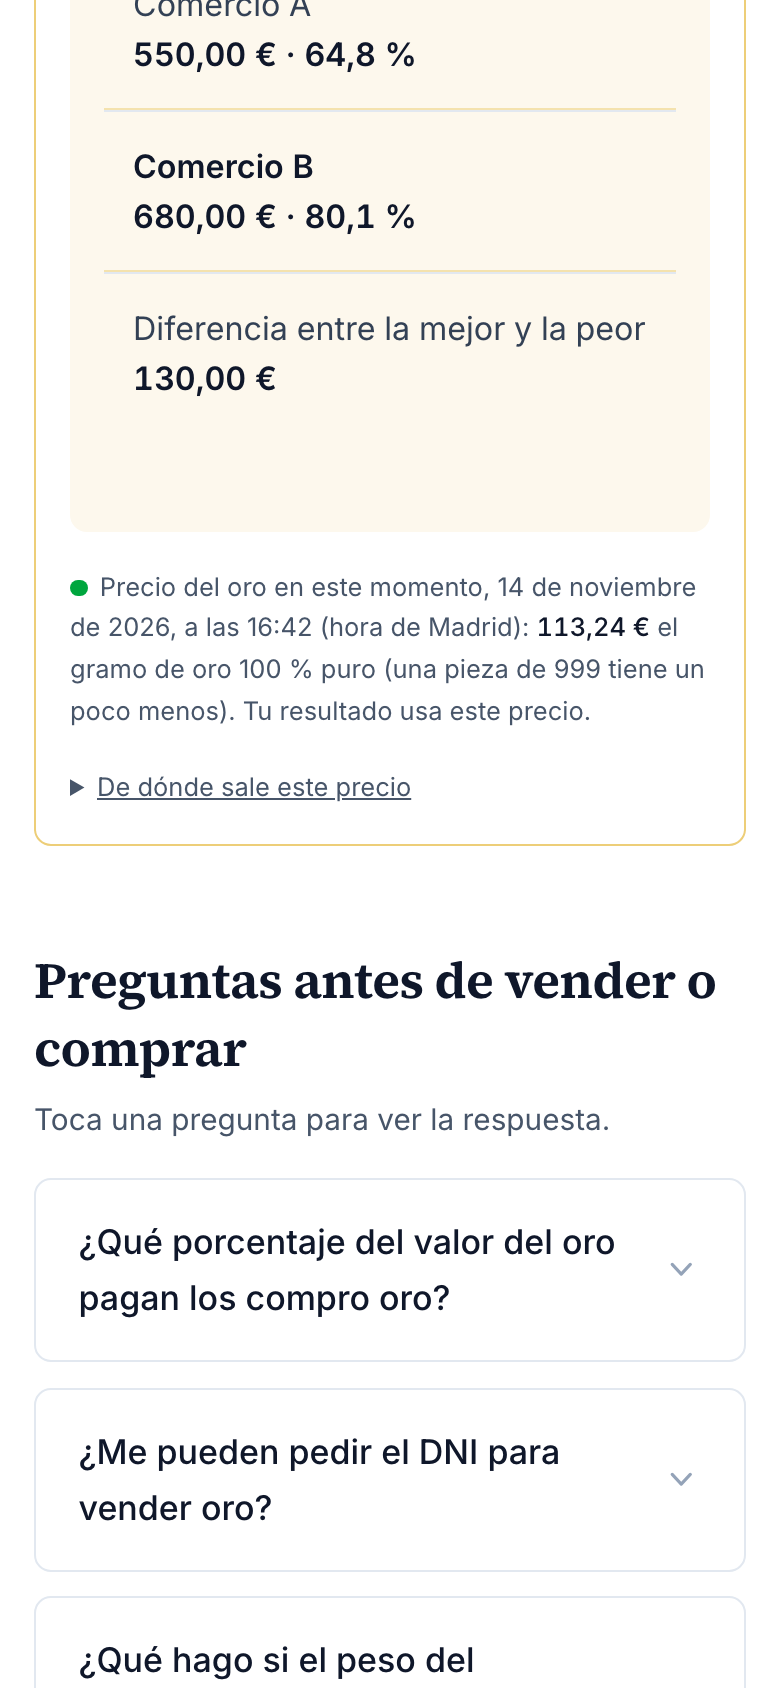 Comercio A
550,00 € · 64,8 %
Comercio B
680,00 € · 80,1 %
Diferencia entre la mejor y la peor
130,00 €
Precio del oro en este momento, 14 de noviembre
de 2026, a las 16:42 (hora de Madrid): 113,24 € el
gramo de oro 100 % puro (una pieza de 999 tiene un
poco menos). Tu resultado usa este precio.
De dónde sale este precio
Preguntas antes de vender o
comprar
Toca una pregunta para ver la respuesta.
¿Qué porcentaje del valor del oro
pagan los compro oro?
¿Me pueden pedir el DNI para
vender oro?
¿Qué hago si el peso del